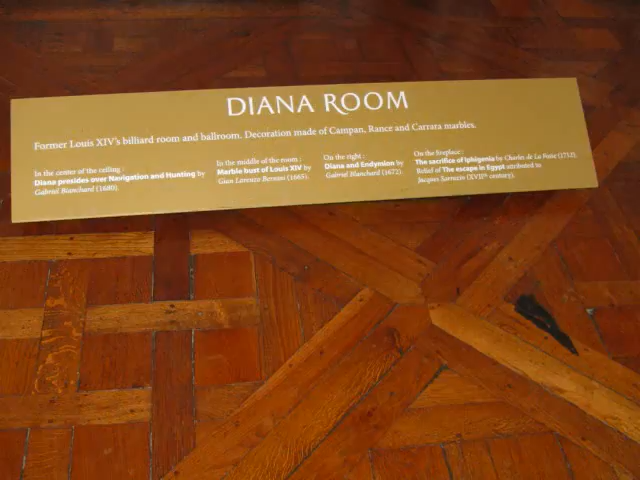 DIANA ROOM
Former Louis XIV's billiard room and ballroom. Decoration made of Campan, Rance and Carrara marbles.
In the center of the ceiling :
Diana presides over Navigation and Hunting by
Gabriel Blanchard (1680).
In the middle of the room :
Marble bust of Louis XIV by
Gian Lorenzo Bernini (1665).
On the right :
Diana and Endymion by
Gabriel Blanchard (1672).
On the fireplace :
The sacrifice of Iphigenia by Charles de La Fosse (1712).
Relief of The escape in Egypt attributed to
Jacques Sarrazin (XVIIth century).